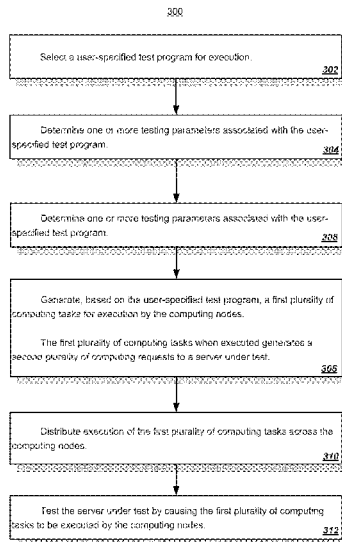 300
Select a user-specified test program for execution.
302
Determine one or more testing parameters associated with the user-
specified test program.
304
Determine one or more testing parameters associated with the user-
specified test program.
308
Generate, based on the user-specified test program, a first plurality of
computing tasks for execution by the computing nodes.
The first plurality of computing tasks when executed generates a
second plurality of computing requests to a server under test.
310
Distribute execution of the first plurality of computing tasks across the
computing nodes.
Test the server under test by causing the first plurality of computing
tasks to be executed by the computing nodes.
312